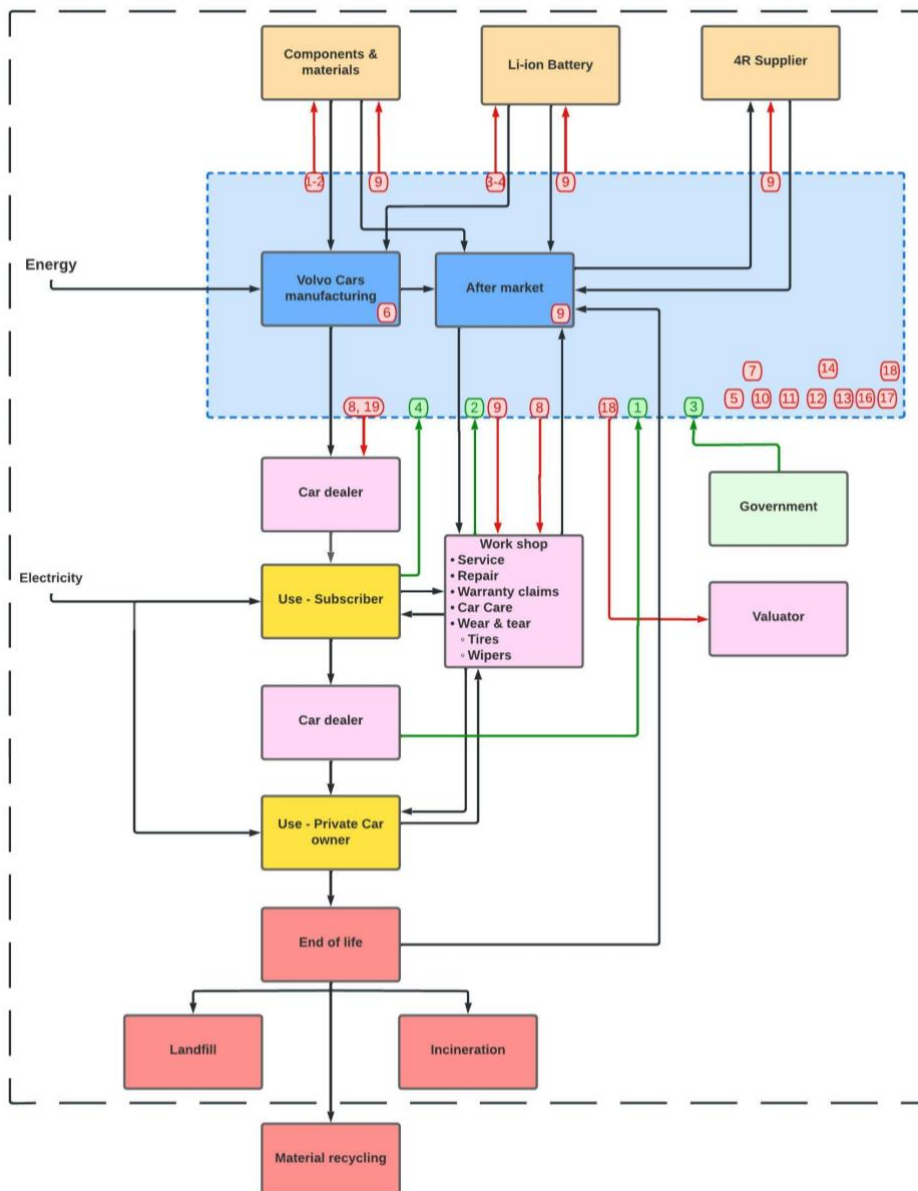 Components &
materials
Li-ion Battery
4R Supplier
1-2
9
3-4
9
9
Energy
Volvo Cars
manufacturing
6
After market
9
7
14
18
5
10
11
12
13
16
17
8, 19
4
2
9
8
18
1
3
Car dealer
Government
Electricity
Use - Subscriber
Work shop
• Service
• Repair
• Warranty claims
• Car Care
• Wear & tear
◦ Tires
◦ Wipers
Valuator
Car dealer
Use - Private Car
owner
End of life
Landfill
Incineration
Material recycling